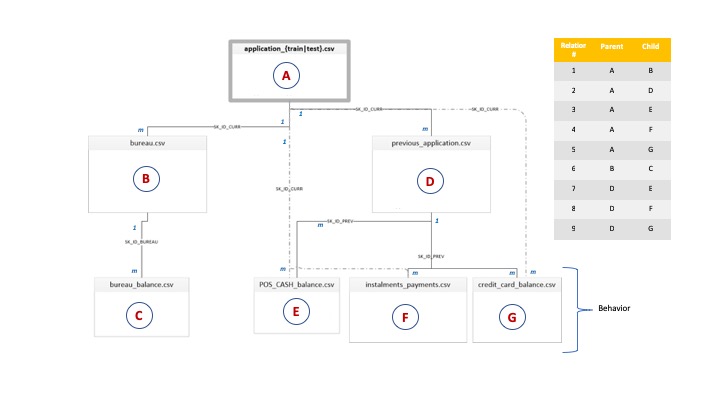 application_{train|test}.csv
A
Relation # Parent Child
1 A B
2 A D
3 A E
4 A F
5 A G
6 B C
7 D E
8 D F
9 D G
1
SK_ID_CURR
SK_ID_CURR
1
SK_ID_CURR
m
m
1
bureau.csv
B
previous_application.csv
D
SK_ID_CURR
1
SK_ID_BUREAU
m
SK_ID_PREV
m
1
SK_ID_PREV
m
m
m
m
bureau_balance.csv
C
POS_CASH_balance.csv
E
instalments_payments.csv
F
credit_card_balance.csv
G
Behavior